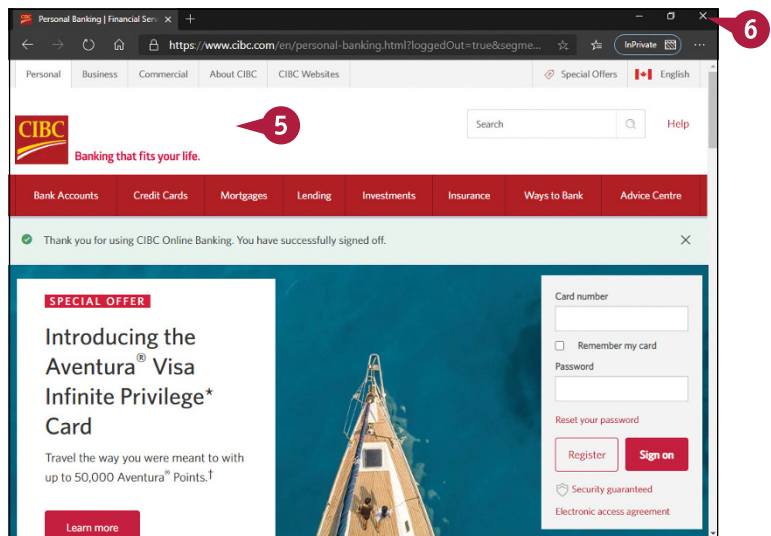 Personal Banking | Financial Serv
6
https://www.cibc.com/en/personal-banking.html?loggedOut=true&segme...
InPrivate
Personal Business Commercial About CIBC CIBC Websites Special Offers English
5
CIBC
Banking that fits your life.
Search
Help
Bank Accounts Credit Cards Mortgages Lending Investments Insurance Ways to Bank Advice Centre
Thank you for using CIBC Online Banking. You have successfully signed off.
SPECIAL OFFER
Introducing the
Aventura® Visa
Infinite Privilege*
Card
Travel the way you were meant to with
up to 50,000 Aventura® Points.†
Learn more
Card number
Remember my card
Password
Reset your password
Register Sign on
Security guaranteed
Electronic access agreement